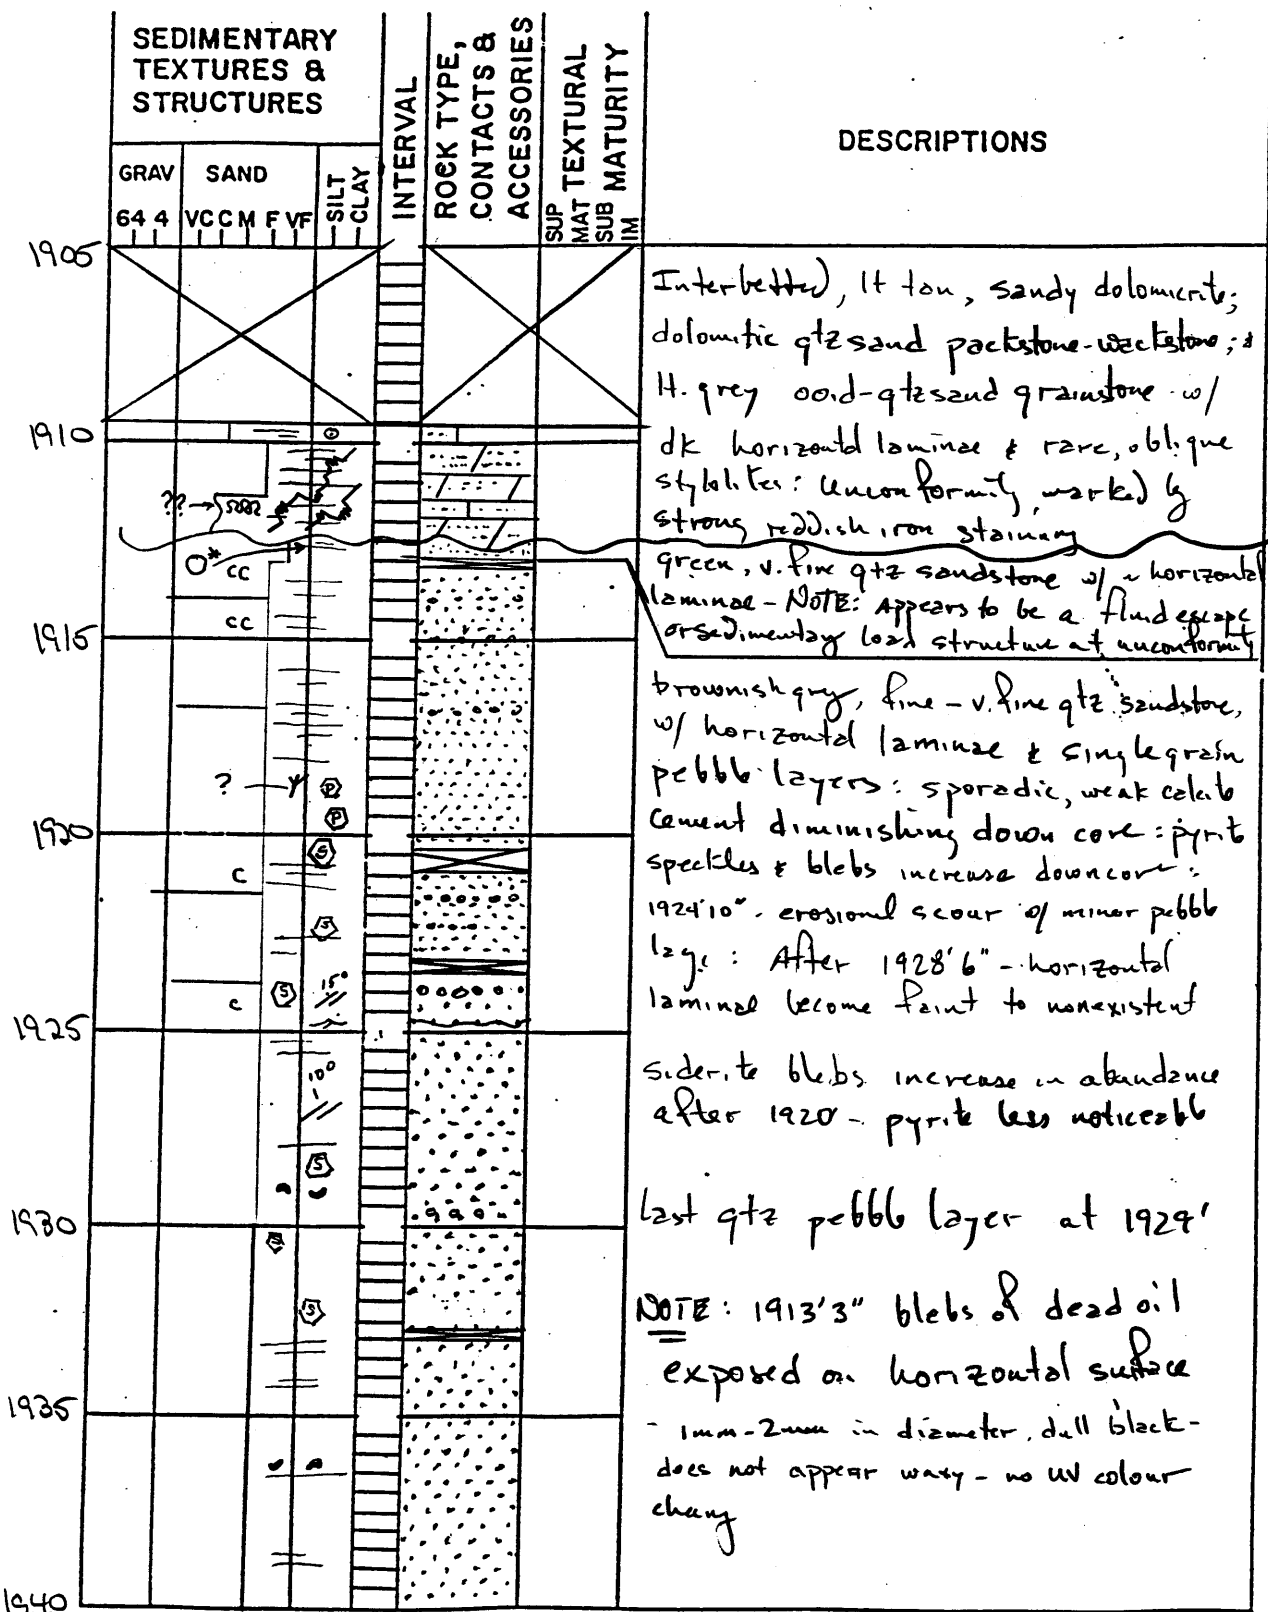 SEDIMENTARY
TEXTURES &
STRUCTURES
GRAV SAND SILT CLAY
64 4 VC C M F VF
INTERVAL
ROCK TYPE,
CONTACTS &
ACCESSORIES
TEXTURAL
MATURITY
SUP
MAT
SUB
IM
DESCRIPTIONS
1905
Interbetted, lt tan, sandy dolomicrite;
dolomitic qtz sand packstone-wackstone; &
lt. grey ooid-qtz sand grainstone w/
1910
dk horizontal laminae & rare, oblique
stylolites: Unconformity marked by
??
strong reddish iron staining
O* cc
green, v. fine qtz sandstone w/ ~ horizontal
laminae - NOTE: Appears to be a fluid escape
cc
or sedimentary load structure at unconformity
1915
brownish grey, fine - v. fine qtz sandstone,
w/ horizontal laminae & single grain
? P
pebble layers: sporadic, weak calcite
P
1920
cement diminishing down core: pyrite
S
speckles & blebs increase downcore:
C
1924'10" - erosional scour w/ minor pebble
S
lag: After 1928'6" - horizontal
C S 15°
laminae become faint to nonexistent
1925
10°
siderite blebs increase in abundance
after 1920 - pyrite less noticeable
S
1930
Last qtz pebble layer at 1929'
S
S
NOTE: 1913'3" blebs of dead oil
exposed on horizontal surface
1935
- 1mm-2mm in diameter, dull black -
does not appear waxy - no UV colour
chang
1940